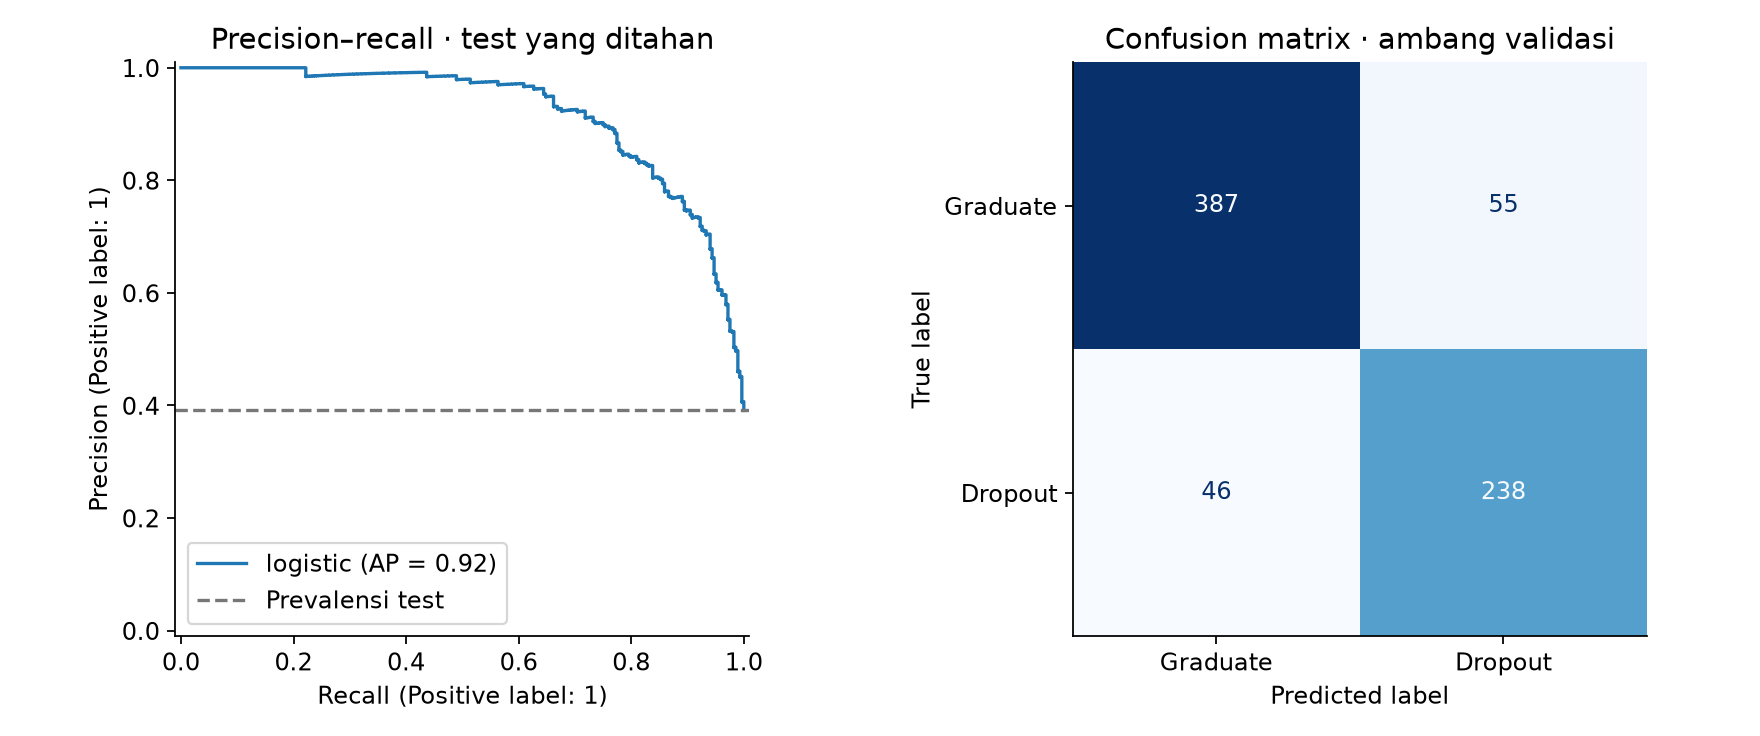 Precision–recall · test yang ditahan
Precision (Positive label: 1)
1.0
0.8
0.6
0.4
0.2
0.0
logistic (AP = 0.92)
Prevalensi test
0.0 0.2 0.4 0.6 0.8 1.0
Recall (Positive label: 1)
Confusion matrix · ambang validasi
True label
Graduate 387 55
Dropout 46 238
Graduate Dropout
Predicted label